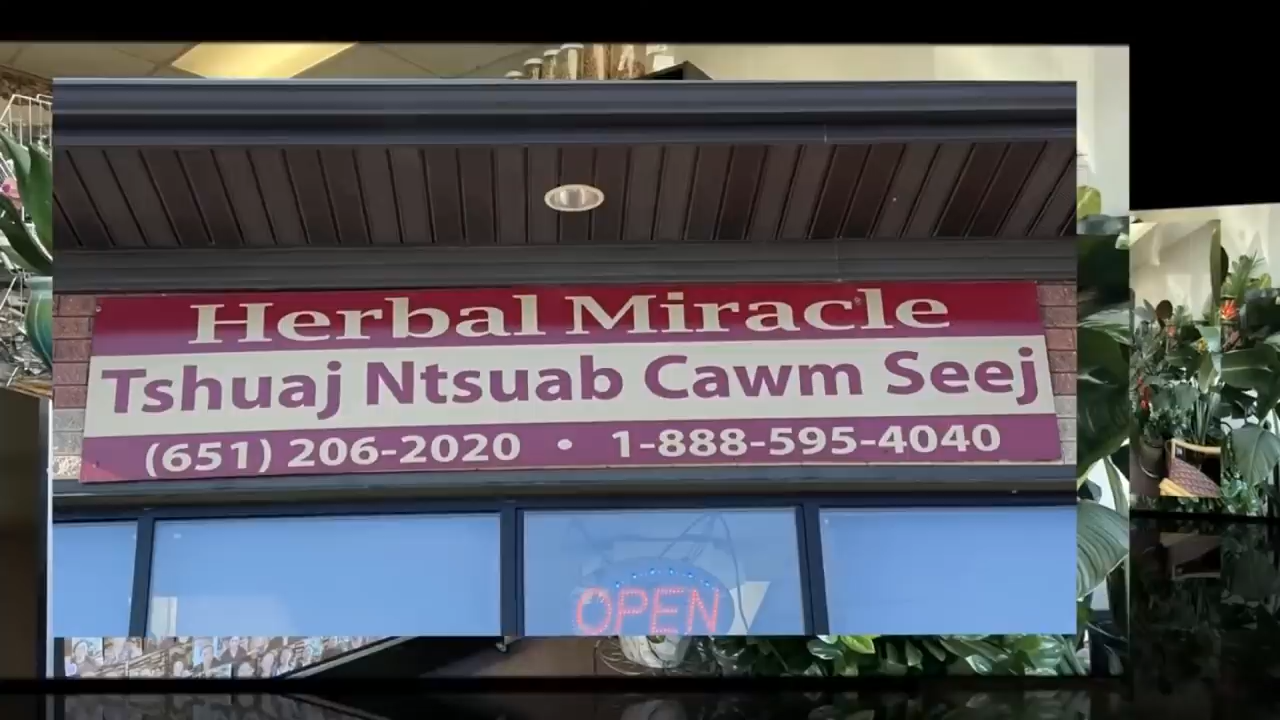 Herbal Miracle
Tshuaj Ntsuab Cawm Seej
(651) 206-2020 • 1-888-595-4040
OPEN